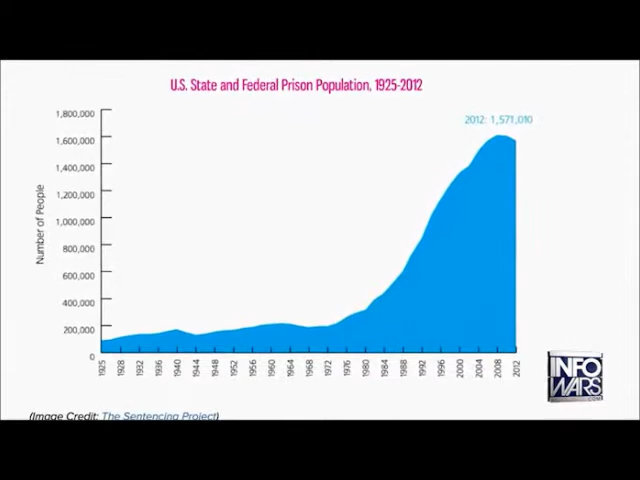 U.S. State and Federal Prison Population, 1925-2012
1,800,000
2012: 1,571,010
1,600,000
1,400,000
1,200,000
Number of People
1,000,000
800,000
600,000
400,000
200,000
0
1925 1928 1932 1936 1940 1944 1948 1952 1956 1960 1964 1968 1972 1976 1980 1984 1988 1992 1996 2000 2004 2008 2012
INFO
WARS
.COM
(Image Credit: The Sentencing Project)